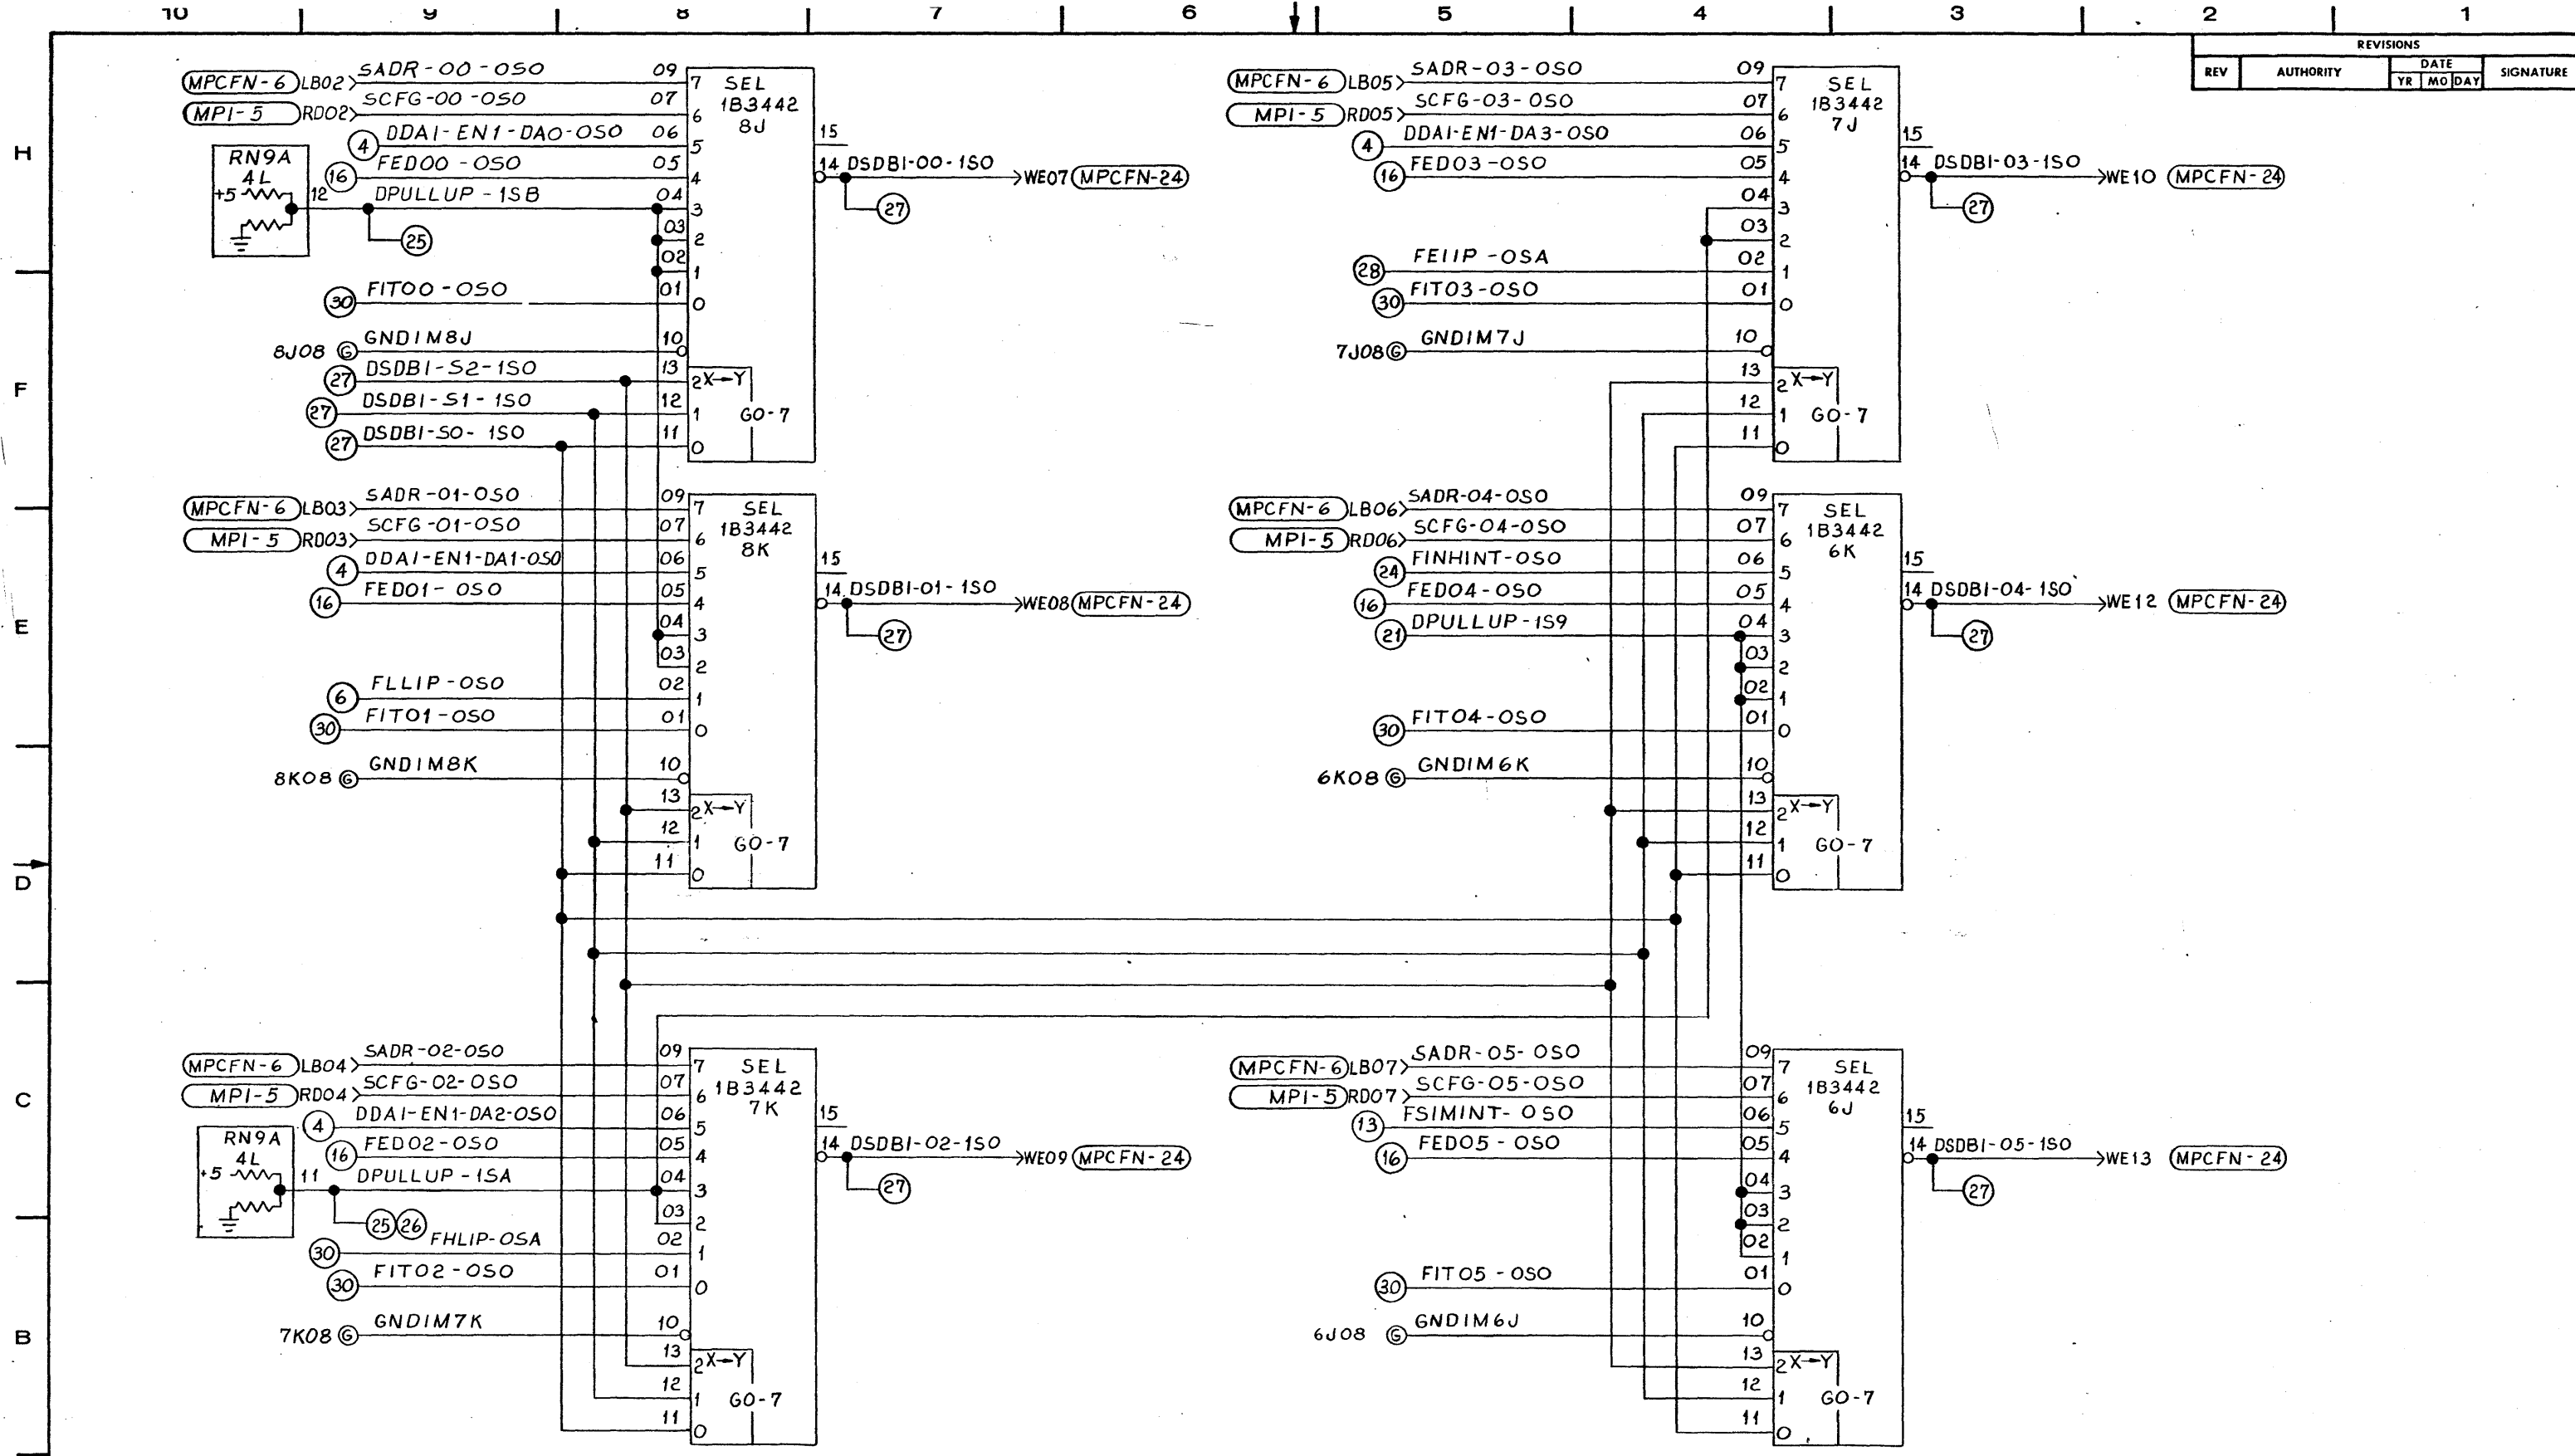 10 9 8 7 6 5 4 3 2 1
REVISIONS
REV AUTHORITY DATE SIGNATURE
YR MO DAY
H
F
E
D
C
B
MPCFN-6 LB02 SADR-00-0S0 09 7
MPI-5 RD02 SCFG-00-0S0 07 6
4 DDAI-EN1-DA0-0S0 06 5
16 FED00-0S0 05 4
RN9A
4L
+5 12 DPULLUP-1SB 04 3
25
03 2
02 1
30 FIT00-0S0 01 0
8J08 G GNDIM8J 10
27 DSDBI-S2-1S0 13 2 X→Y
27 DSDBI-S1-1S0 12 1 G0-7
27 DSDBI-S0-1S0 11 0
SEL
1B3442
8J
15
14 DSDBI-00-1S0 WE07 MPCFN-24
27
MPCFN-6 LB03 SADR-01-0S0 09 7
MPI-5 RD03 SCFG-01-0S0 07 6
4 DDAI-EN1-DA1-0S0 06 5
16 FED01-0S0 05 4
04 3
03 2
6 FLLIP-0S0 02 1
30 FIT01-0S0 01 0
8K08 G GNDIM8K 10
13 2 X→Y
12 1 G0-7
11 0
SEL
1B3442
8K
15
14 DSDBI-01-1S0 WE08 MPCFN-24
27
MPCFN-6 LB04 SADR-02-0S0 09 7
MPI-5 RD04 SCFG-02-0S0 07 6
4 DDAI-EN1-DA2-0S0 06 5
16 FED02-0S0 05 4
RN9A
4L
+5 11 DPULLUP-1SA 04 3
25 26
03 2
30 FHLIP-0SA 02 1
30 FIT02-0S0 01 0
7K08 G GNDIM7K 10
13 2 X→Y
12 1 G0-7
11 0
SEL
1B3442
7K
15
14 DSDBI-02-1S0 WE09 MPCFN-24
27
MPCFN-6 LB05 SADR-03-0S0 09 7
MPI-5 RD05 SCFG-03-0S0 07 6
4 DDAI-EN1-DA3-0S0 06 5
16 FED03-0S0 05 4
04 3
03 2
28 FEIIP-0SA 02 1
30 FIT03-0S0 01 0
7J08 G GNDIM7J 10
13 2 X→Y
12 1 G0-7
11 0
SEL
1B3442
7J
15
14 DSDBI-03-1S0 WE10 MPCFN-24
27
MPCFN-6 LB06 SADR-04-0S0 09 7
MPI-5 RD06 SCFG-04-0S0 07 6
24 FINHINT-0S0 06 5
16 FED04-0S0 05 4
21 DPULLUP-1S9 04 3
03 2
02 1
30 FIT04-0S0 01 0
6K08 G GNDIM6K 10
13 2 X→Y
12 1 G0-7
11 0
SEL
1B3442
6K
15
14 DSDBI-04-1S0 WE12 MPCFN-24
27
MPCFN-6 LB07 SADR-05-0S0 09 7
MPI-5 RD07 SCFG-05-0S0 07 6
13 FSIMINT-0S0 06 5
16 FED05-0S0 05 4
04 3
03 2
02 1
30 FIT05-0S0 01 0
6J08 G GNDIM6J 10
13 2 X→Y
12 1 G0-7
11 0
SEL
1B3442
6J
15
14 DSDBI-05-1S0 WE13 MPCFN-24
27